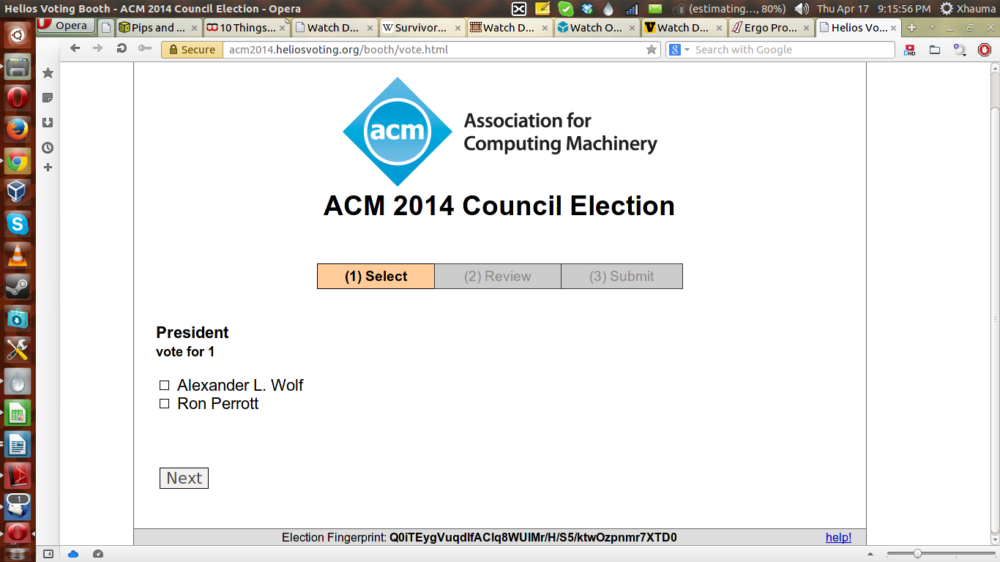 Helios Voting Booth - ACM 2014 Council Election - Opera
(estimating..., 80%)
Thu Apr 17
9:15:56 PM
Xhauma
Opera
Pips and ...
10 Things...
Watch D...
Survivor...
Watch D...
Watch O...
Watch D...
Ergo Pro...
Helios Vo...
Secure
acm2014.heliosvoting.org/booth/vote.html
8
Search with Google
DHD
acm
Association for
Computing Machinery
ACM 2014 Council Election
(1) Select
(2) Review
(3) Submit
President
vote for 1
Alexander L. Wolf
Ron Perrott
Next
1
Election Fingerprint: Q0iTEygVuqdIfAClq8WUIMr/H/S5/ktwOzpnmr7XTD0
help!